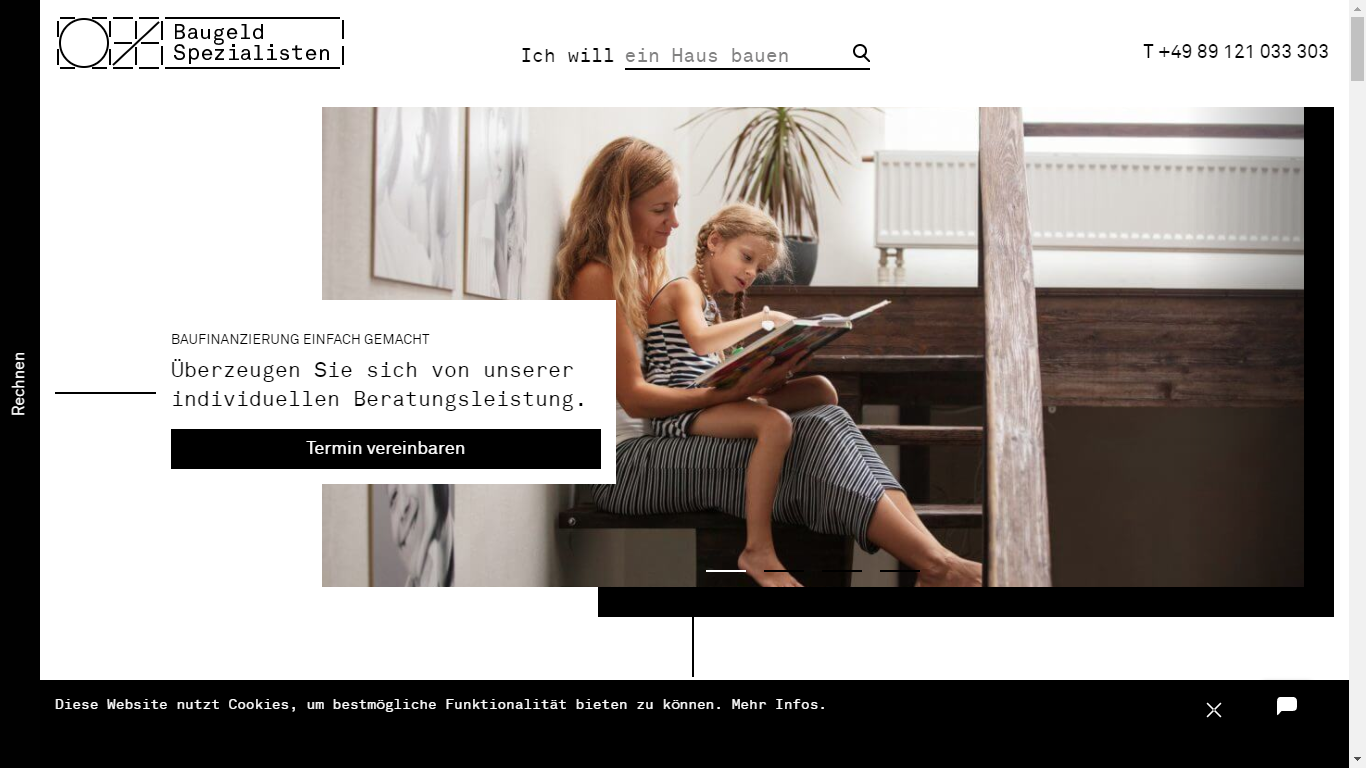 Baugeld
Spezialisten
Ich will ein Haus bauen
T +49 89 121 033 303
Rechnen
BAUFINANZIERUNG EINFACH GEMACHT
Überzeugen Sie sich von unserer
individuellen Beratungsleistung.
Termin vereinbaren
Diese Website nutzt Cookies, um bestmögliche Funktionalität bieten zu können. Mehr Infos.